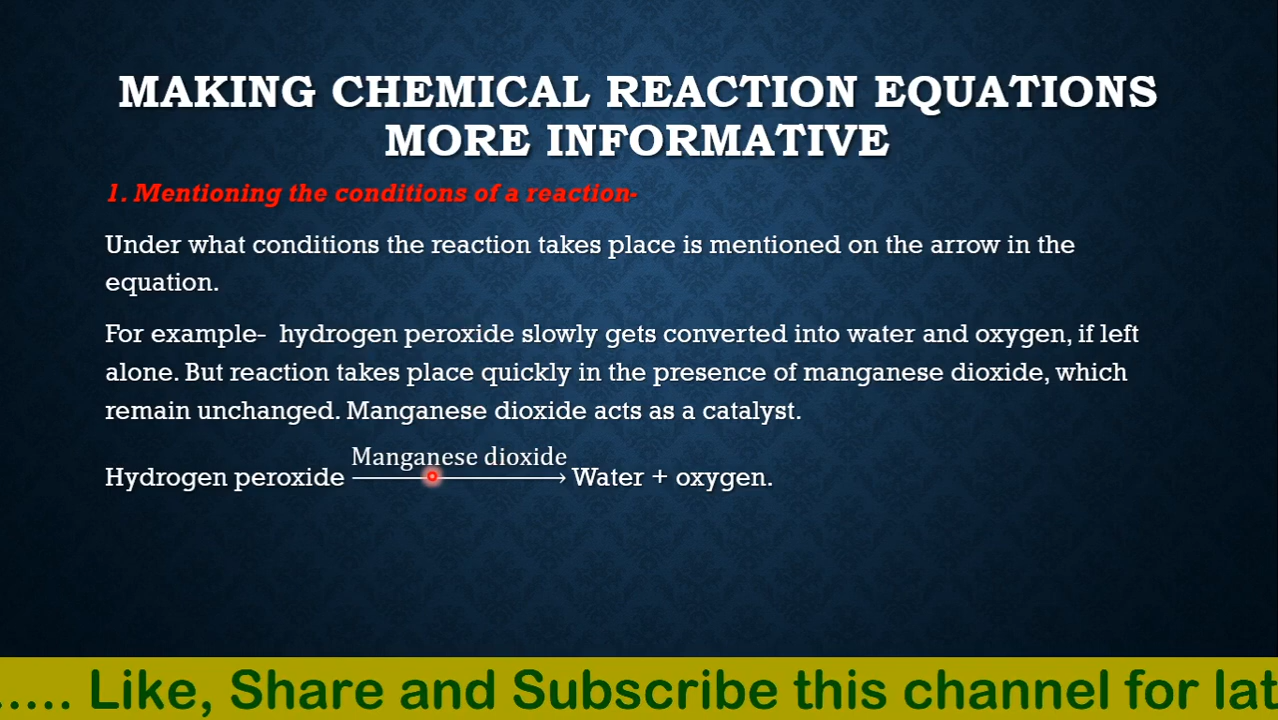 MAKING CHEMICAL REACTION EQUATIONS
MORE INFORMATIVE
1. Mentioning the conditions of a reaction-
Under what conditions the reaction takes place is mentioned on the arrow in the
equation.
For example- hydrogen peroxide slowly gets converted into water and oxygen, if left
alone. But reaction takes place quickly in the presence of manganese dioxide, which
remain unchanged. Manganese dioxide acts as a catalyst.
Manganese dioxide
Hydrogen peroxide ⟶ Water + oxygen.
..... Like, Share and Subscribe this channel for lat